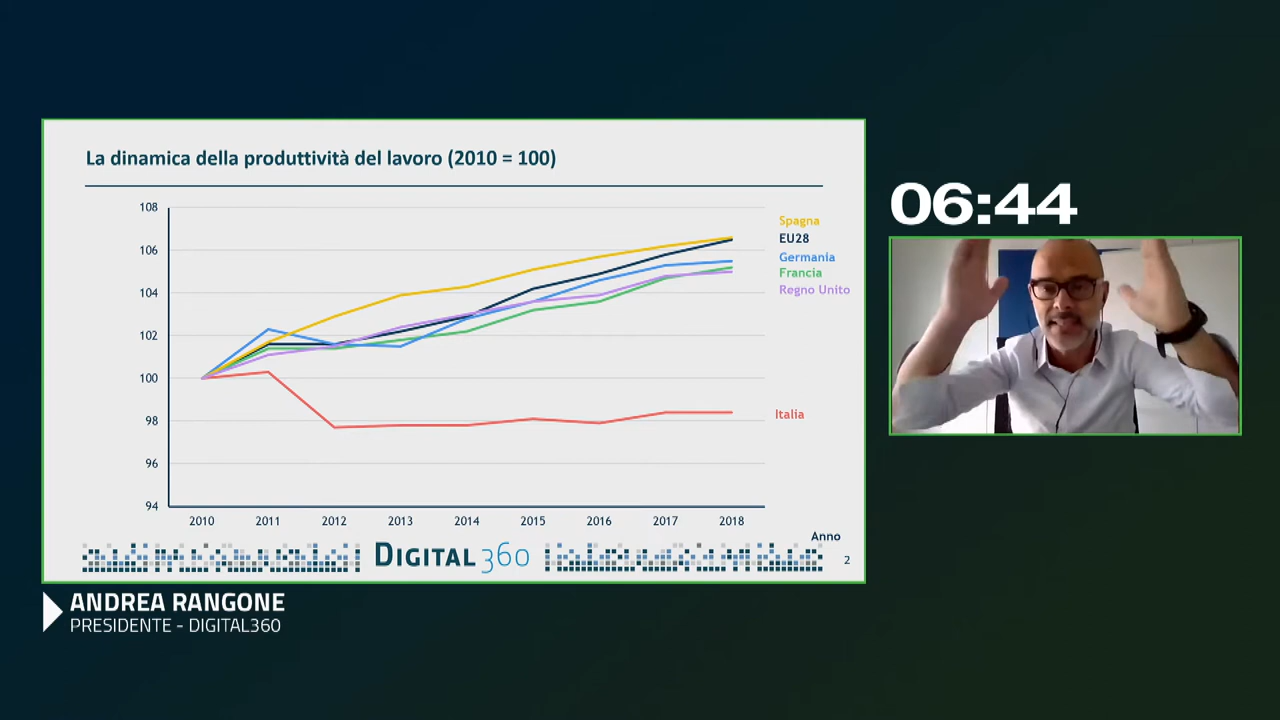 La dinamica della produttività del lavoro (2010 = 100)
108
106
104
102
100
98
96
94
2010 2011 2012 2013 2014 2015 2016 2017 2018
Anno
Spagna
EU28
Germania
Francia
Regno Unito
Italia
DIGITAL360
2
06:44
ANDREA RANGONE
PRESIDENTE - DIGITAL360